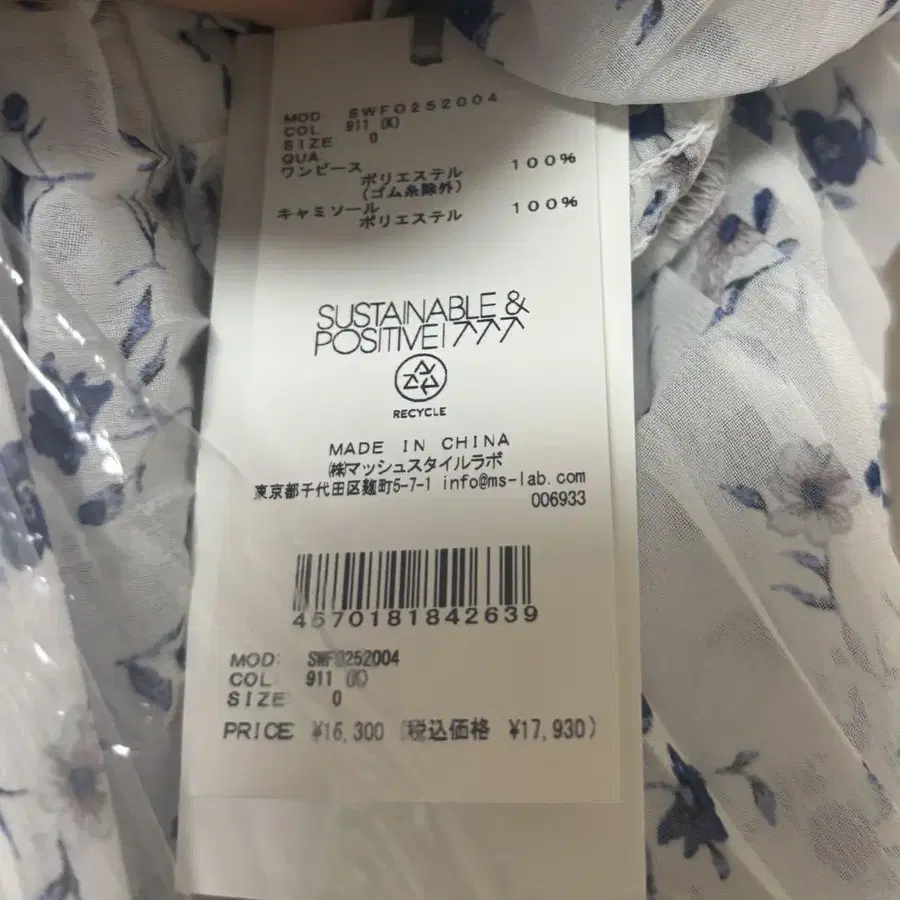 MOD SWFO252004
COL 911 (K)
SIZE 0
QUA.
ワンピース
ポリエステル 100%
(ゴム糸除外)
キャミソール
ポリエステル 100%
SUSTAINABLE &
POSITIVE!
RECYCLE
MADE IN CHINA
㈱マッシュスタイルラボ
東京都千代田区麹町5-7-1 info@ms-lab.com
006933
4570181842639
MOD: SWFO252004
COL: 911 (K)
SIZE: 0
PRICE ¥16,300 (税込価格 ¥17,930)